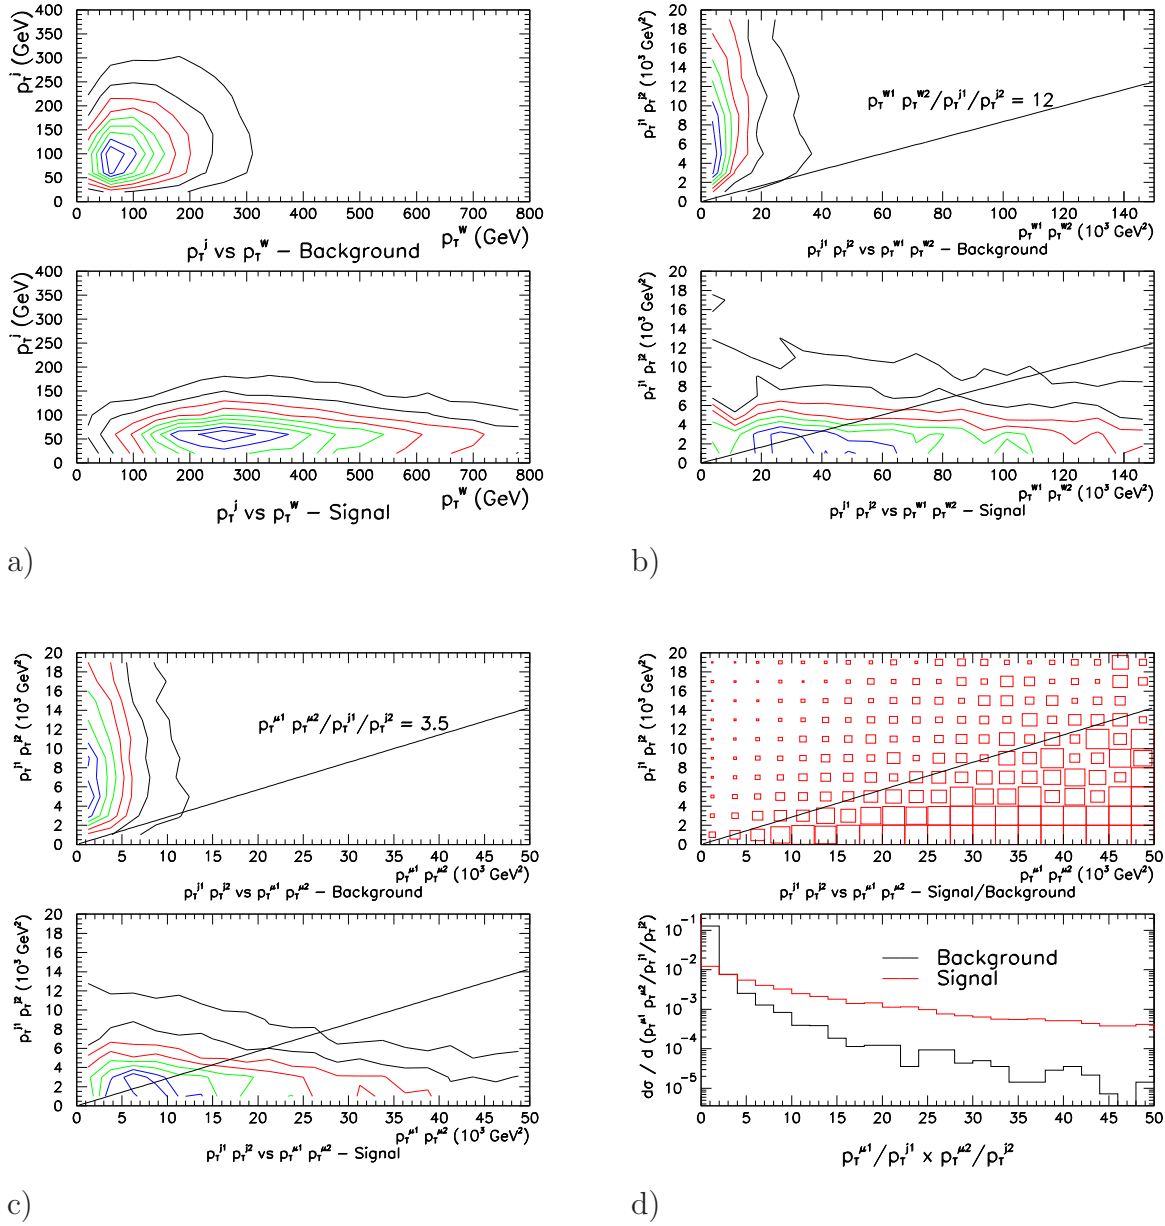 p_T^j (GeV)
400
350
300
250
200
150
100
50
0
0 100 200 300 400 500 600 700 800
p_T^W (GeV)
p_T^j vs p_T^W – Background
p_T^j (GeV)
400
350
300
250
200
150
100
50
0
0 100 200 300 400 500 600 700 800
p_T^W (GeV)
p_T^j vs p_T^W – Signal
a)
p_T^j1 p_T^j2 (10^3 GeV^2)
20
18
16
14
12
10
8
6
4
2
0
p_T^W1 p_T^W2/p_T^j1/p_T^j2 = 12
0 20 40 60 80 100 120 140
p_T^W1 p_T^W2 (10^3 GeV^2)
p_T^j1 p_T^j2 vs p_T^W1 p_T^W2 – Background
p_T^j1 p_T^j2 (10^3 GeV^2)
20
18
16
14
12
10
8
6
4
2
0
0 20 40 60 80 100 120 140
p_T^W1 p_T^W2 (10^3 GeV^2)
p_T^j1 p_T^j2 vs p_T^W1 p_T^W2 – Signal
b)
p_T^j1 p_T^j2 (10^3 GeV^2)
20
18
16
14
12
10
8
6
4
2
0
p_T^μ1 p_T^μ2/p_T^j1/p_T^j2 = 3.5
0 5 10 15 20 25 30 35 40 45 50
p_T^μ1 p_T^μ2 (10^3 GeV^2)
p_T^j1 p_T^j2 vs p_T^μ1 p_T^μ2 – Background
p_T^j1 p_T^j2 (10^3 GeV^2)
20
18
16
14
12
10
8
6
4
2
0
0 5 10 15 20 25 30 35 40 45 50
p_T^μ1 p_T^μ2 (10^3 GeV^2)
p_T^j1 p_T^j2 vs p_T^μ1 p_T^μ2 – Signal
c)
p_T^j1 p_T^j2 (10^3 GeV^2)
20
18
16
14
12
10
8
6
4
2
0
0 5 10 15 20 25 30 35 40 45 50
p_T^μ1 p_T^μ2 (10^3 GeV^2)
p_T^j1 p_T^j2 vs p_T^μ1 p_T^μ2 – Signal/Background
dσ / d (p_T^μ1 p_T^μ2/p_T^j1/p_T^j2)
10^-1
10^-2
10^-3
10^-4
10^-5
Background
Signal
0 5 10 15 20 25 30 35 40 45 50
p_T^μ1/p_T^j1 x p_T^μ2/p_T^j2
d)